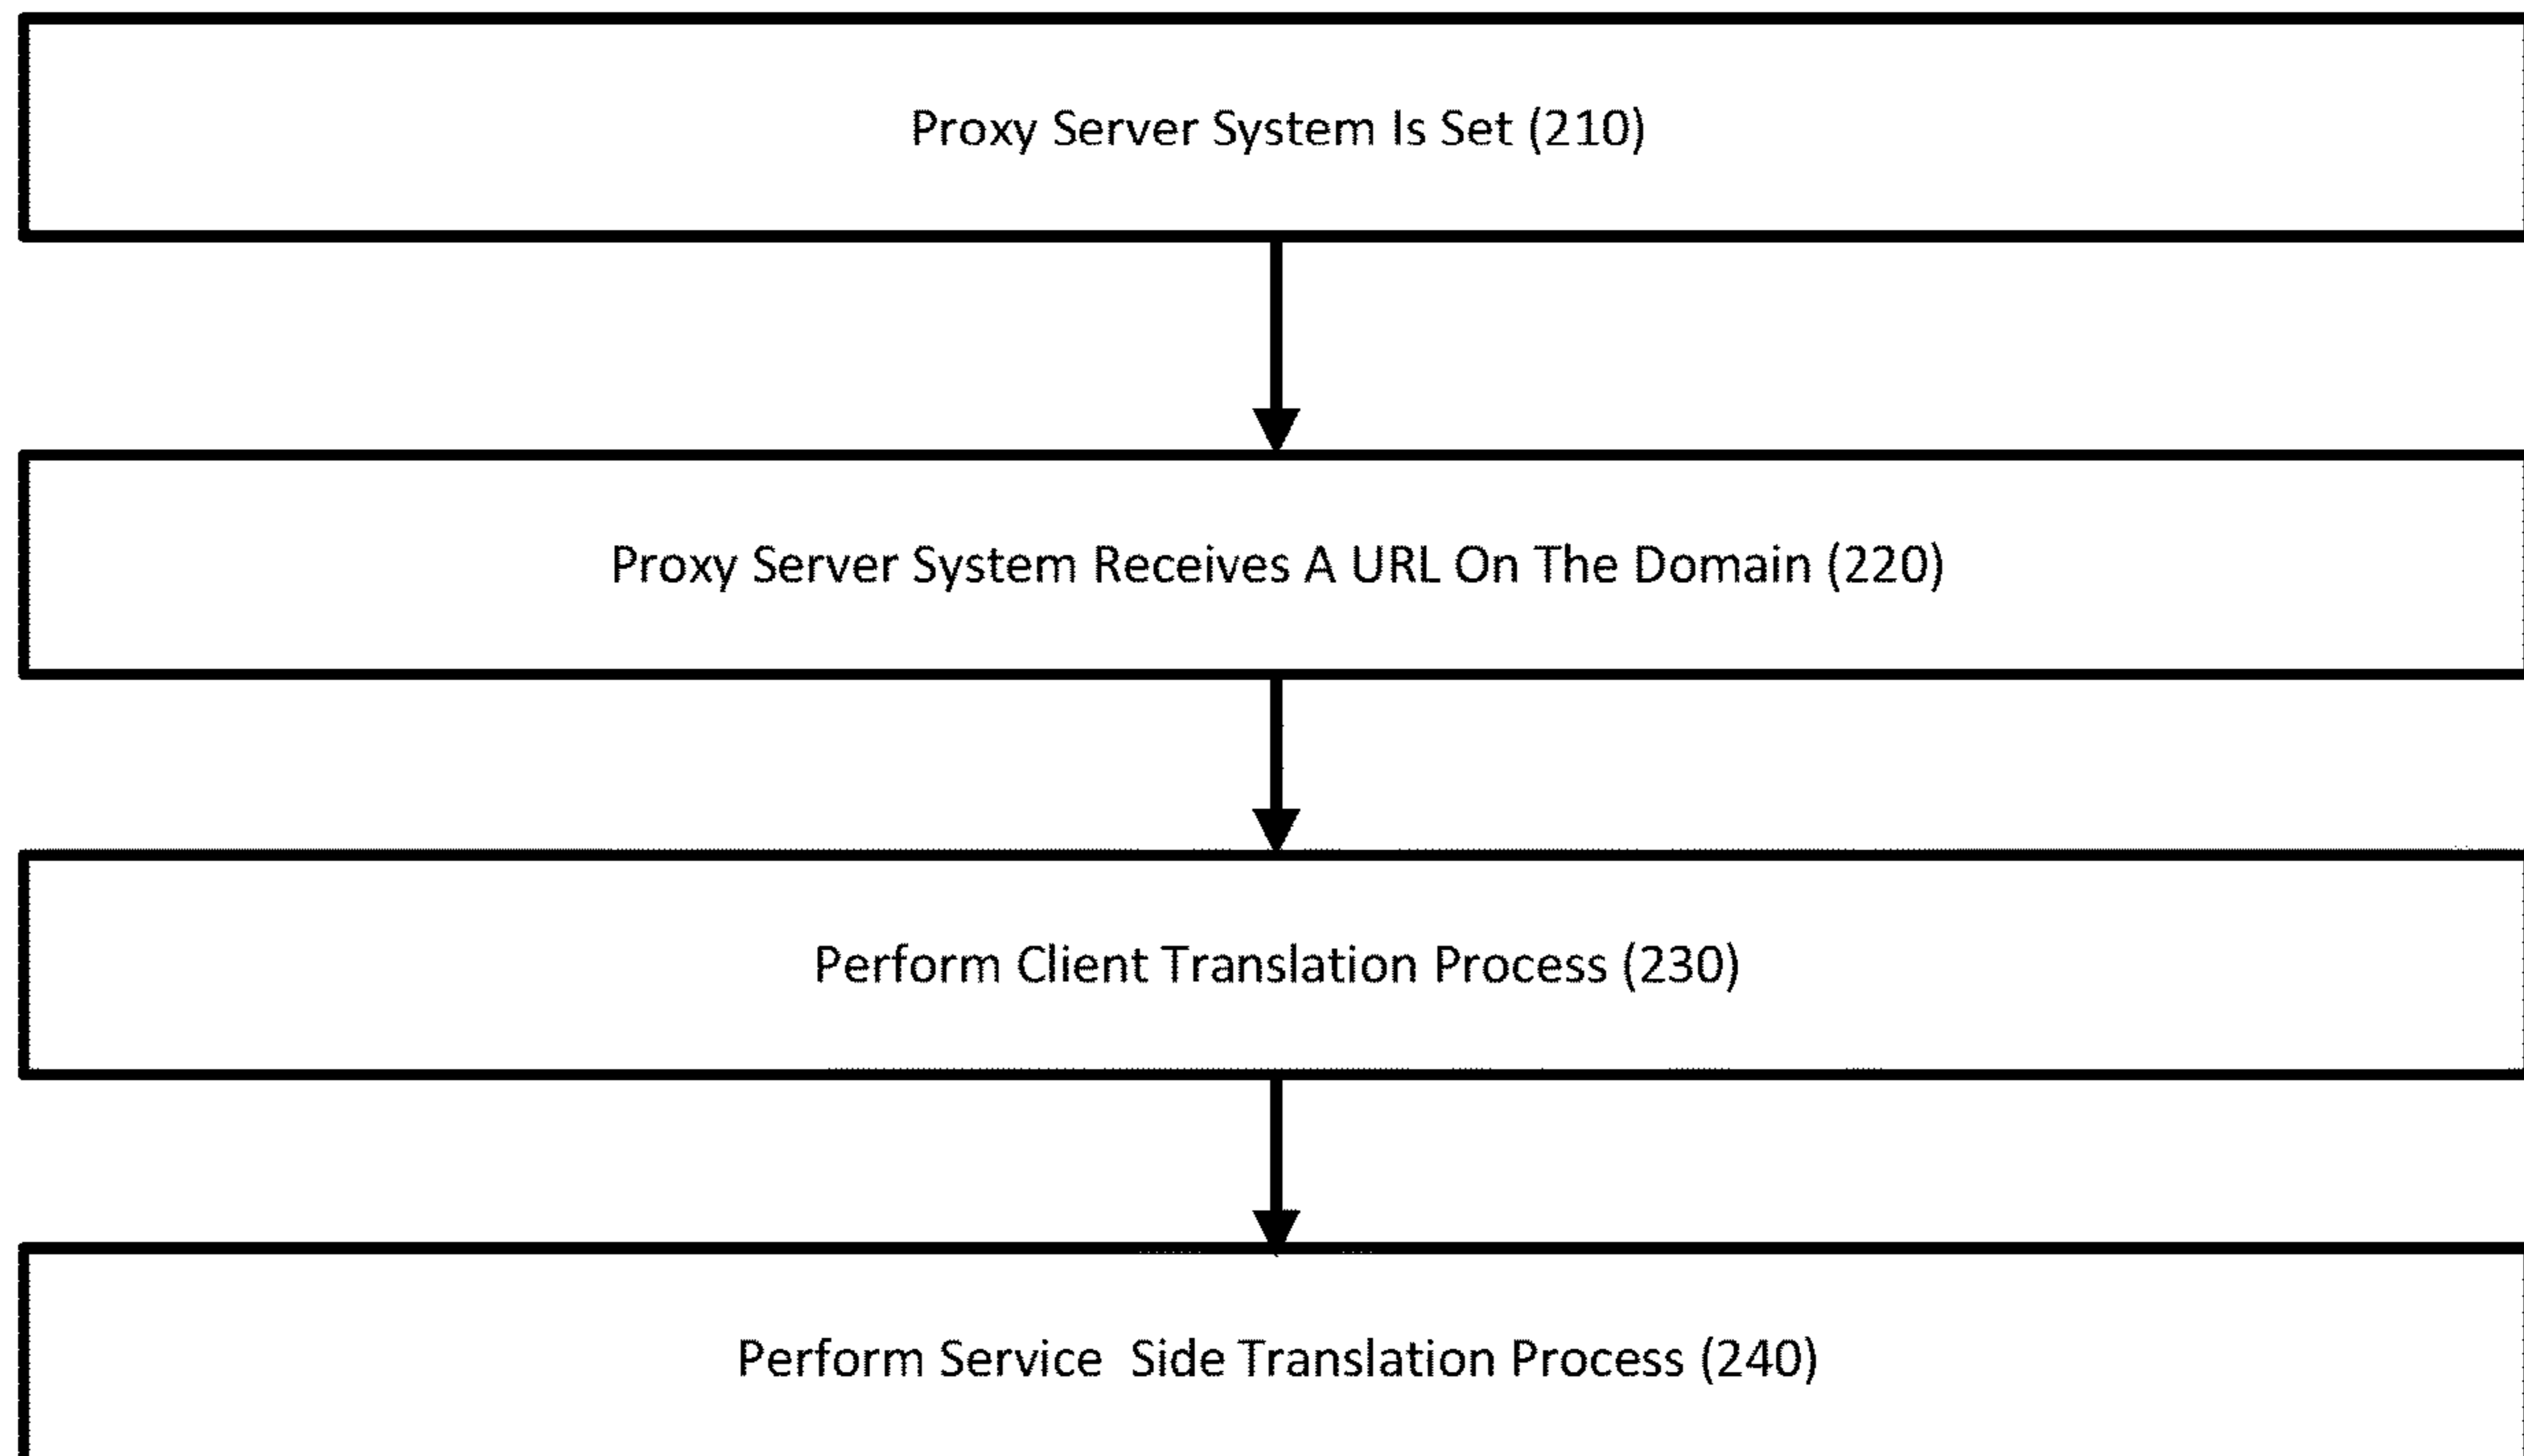 Proxy Server System Is Set (210)
Proxy Server System Receives A URL On The Domain (220)
Perform Client Translation Process (230)
Perform Service  Side Translation Process (240)